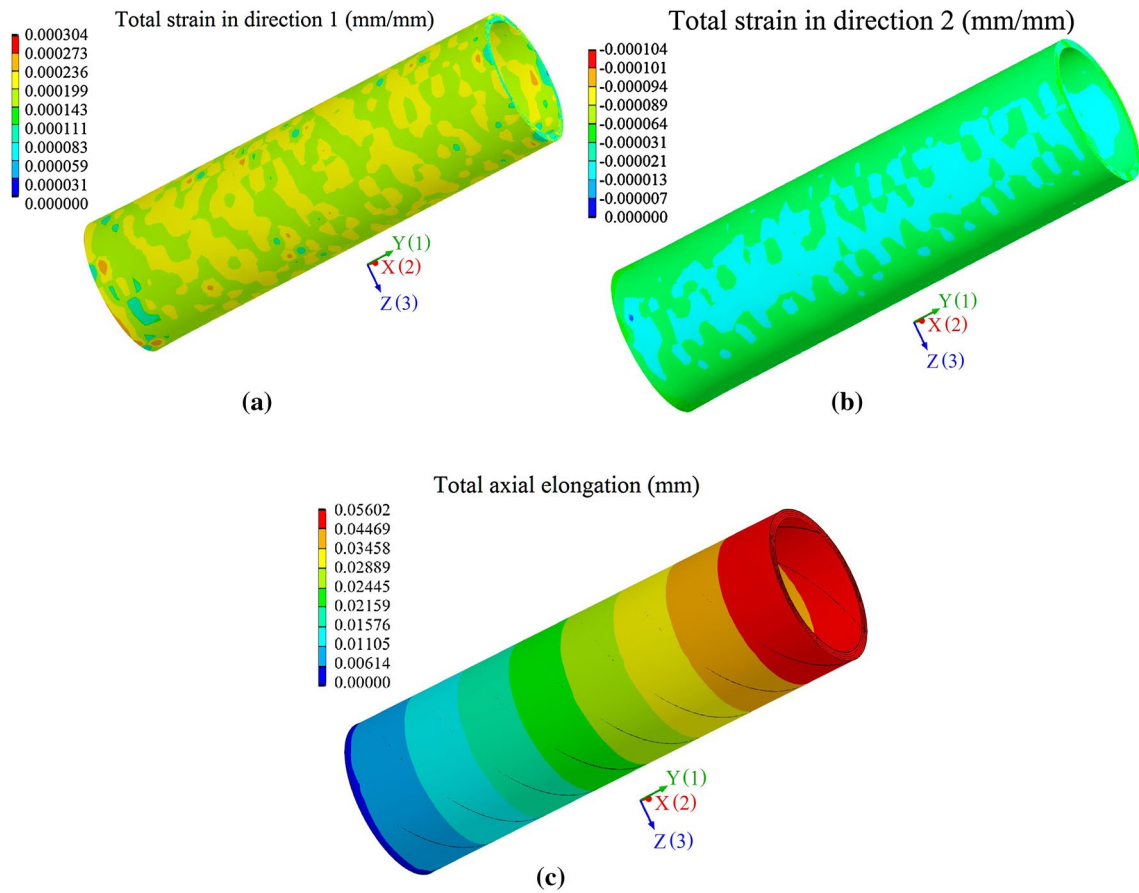 Total strain in direction 1 (mm/mm)
0.000304
0.000273
0.000236
0.000199
0.000143
0.000111
0.000083
0.000059
0.000031
0.000000
Y(1)
X(2)
Z(3)
(a)
Total strain in direction 2 (mm/mm)
-0.000104
-0.000101
-0.000094
-0.000089
-0.000064
-0.000031
-0.000021
-0.000013
-0.000007
0.000000
Y(1)
X(2)
Z(3)
(b)
Total axial elongation (mm)
0.05602
0.04469
0.03458
0.02889
0.02445
0.02159
0.01576
0.01105
0.00614
0.00000
Y(1)
X(2)
Z(3)
(c)